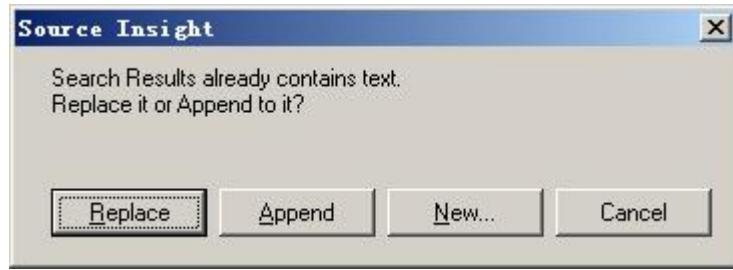 Source Insight
Search Results already contains text.
Replace it or Append to it?
Replace
Append
New...
Cancel